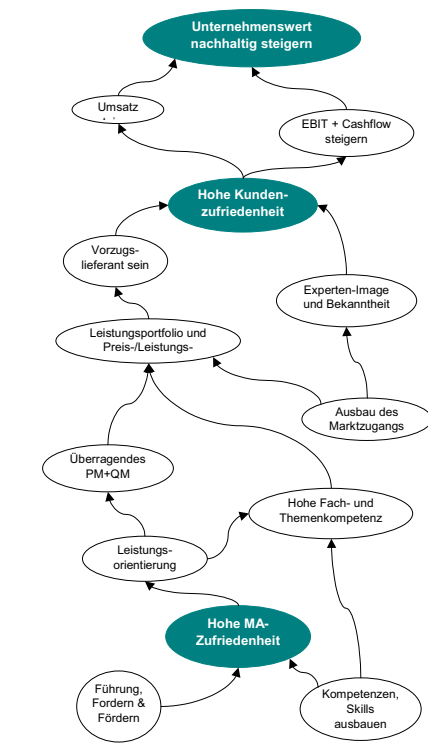 Unternehmenswert
nachhaltig steigern
Umsatz
EBIT + Cashflow
steigern
Hohe Kunden-
zufriedenheit
Vorzugs-
lieferant sein
Experten-Image
und Bekanntheit
Leistungsportfolio und
Preis-/Leistungs-
Ausbau des
Marktzugangs
Überragendes
PM+QM
Hohe Fach- und
Themenkompetenz
Leistungs-
orientierung
Hohe MA-
Zufriedenheit
Führung,
Fordern &
Fördern
Kompetenzen,
Skills
ausbauen